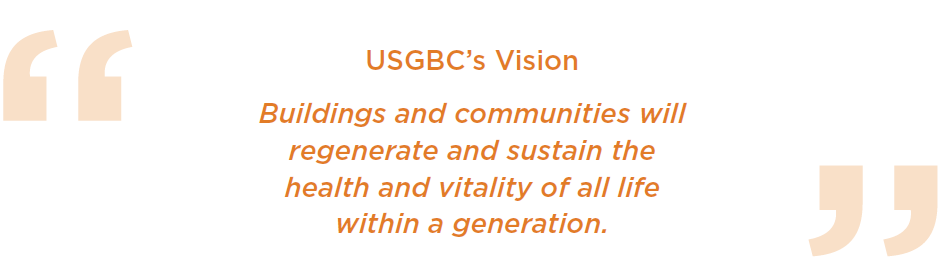 USGBC’s Vision
Buildings and communities will
regenerate and sustain the
health and vitality of all life
within a generation.